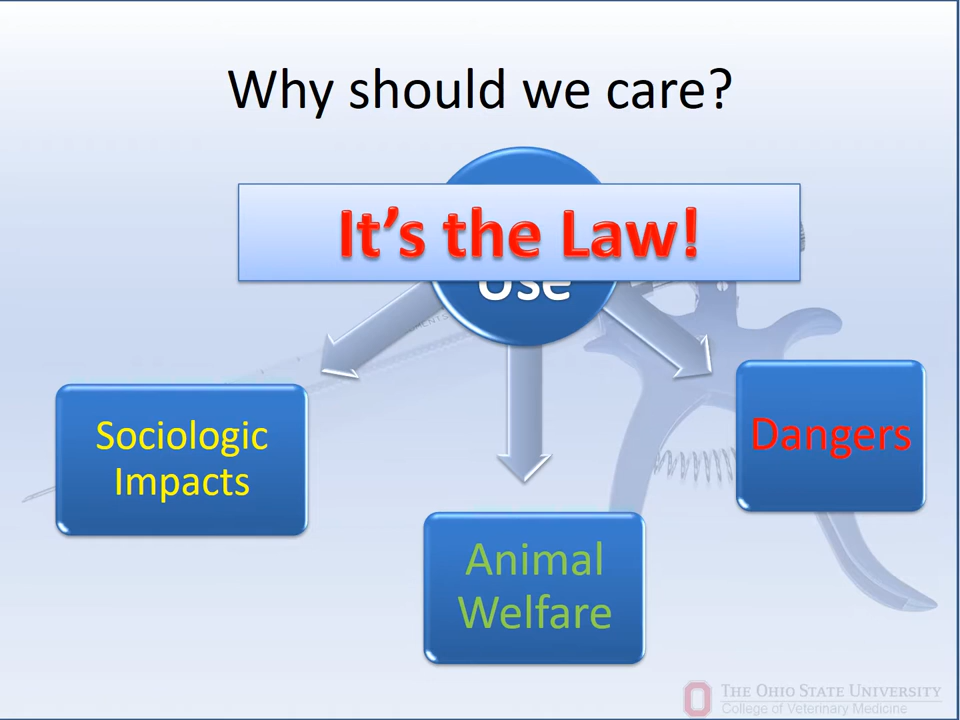 Why should we care?
It's the Law!
Use
Sociologic
Impacts
Dangers
Animal
Welfare
THE OHIO STATE UNIVERSITY
College of Veterinary Medicine